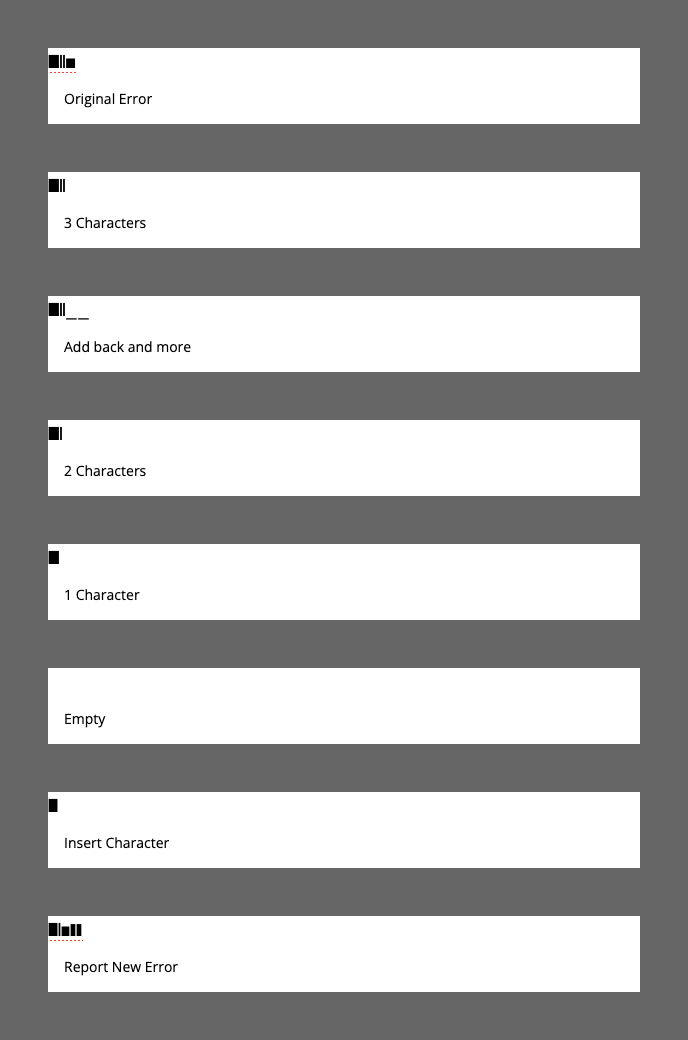 Original Error
3 Characters
Add back and more
2 Characters
1 Character
Empty
Insert Character
Report New Error